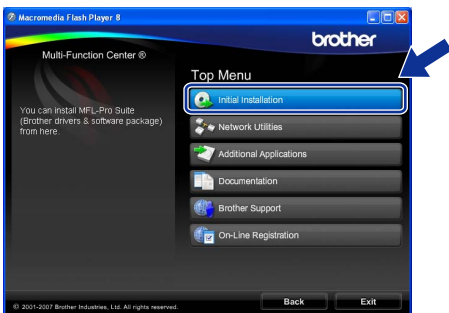 Macromedia Flash Player 8
brother
Multi-Function Center ®
Top Menu
Initial Installation
You can install MFL-Pro Suite
(Brother drivers & software package)
from here.
Network Utilities
Additional Applications
Documentation
Brother Support
On-Line Registration
© 2001-2007 Brother Industries, Ltd. All rights reserved.
Back
Exit